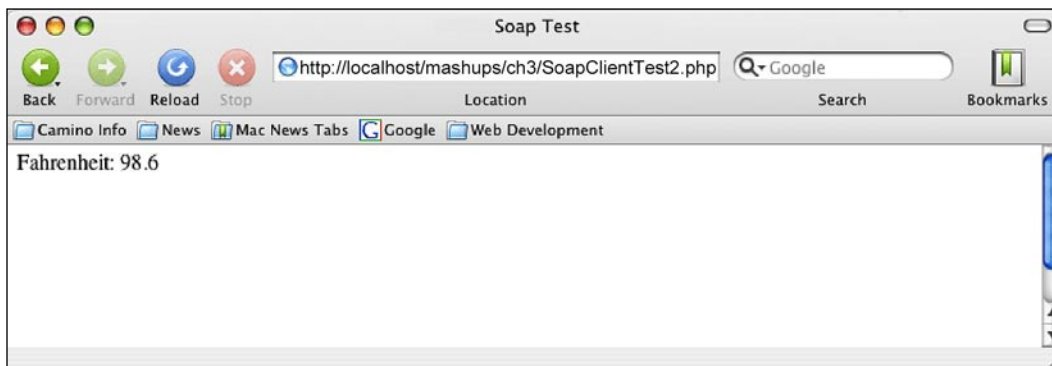 Soap Test
http://localhost/mashups/ch3/SoapClientTest2.php
Google
Back Forward Reload Stop Location Search Bookmarks
Camino Info News Mac News Tabs Google Web Development
Fahrenheit: 98.6